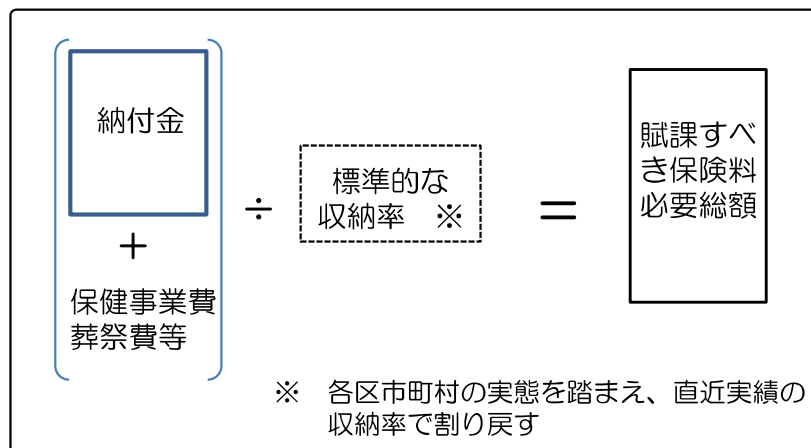 納付金
＋
保健事業費
葬祭費等
÷
標準的な
収納率　※
＝
賦課すべ
き保険料
必要総額
※　各区市町村の実態を踏まえ、直近実績の
収納率で割り戻す